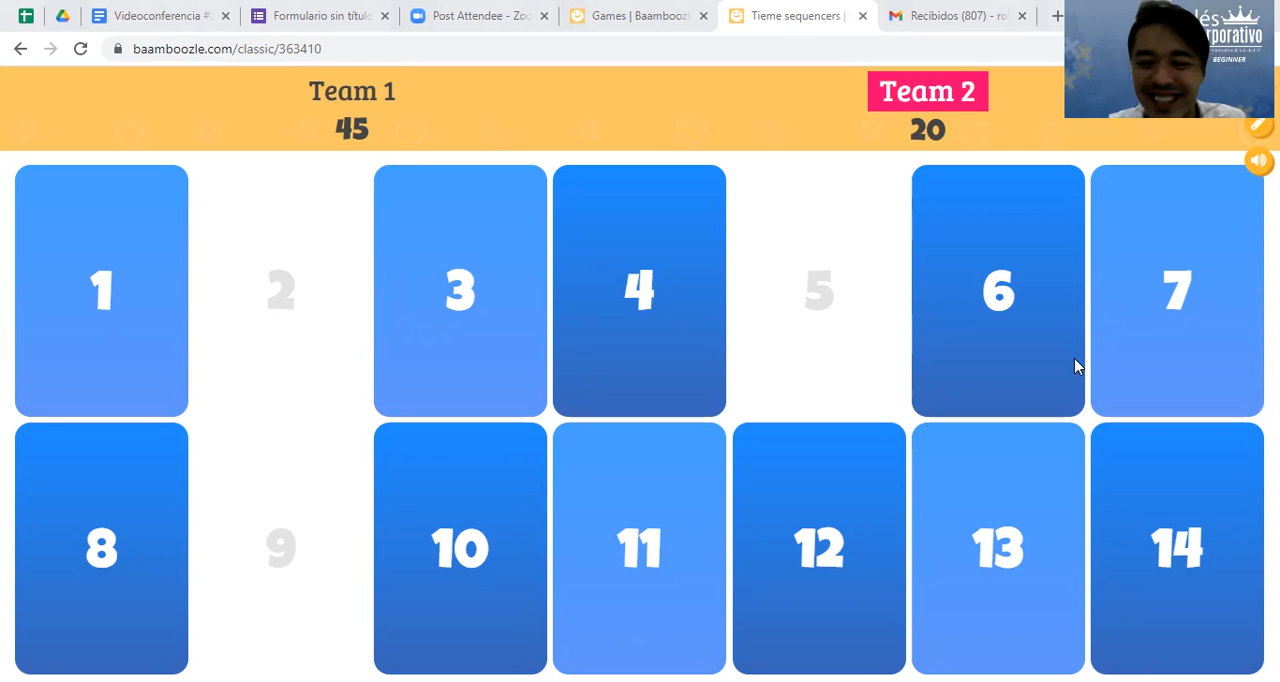 Videoconferencia #
Formulario sin título
Post Attendee - Zoo
Games | Baamboozl
Tieme sequencers |
Recibidos (807) - ro
baamboozle.com/classic/363410
lés
rporativo
BEGINNER
Team 1
Team 2
45
20
1
2
3
4
5
6
7
8
9
10
11
12
13
14